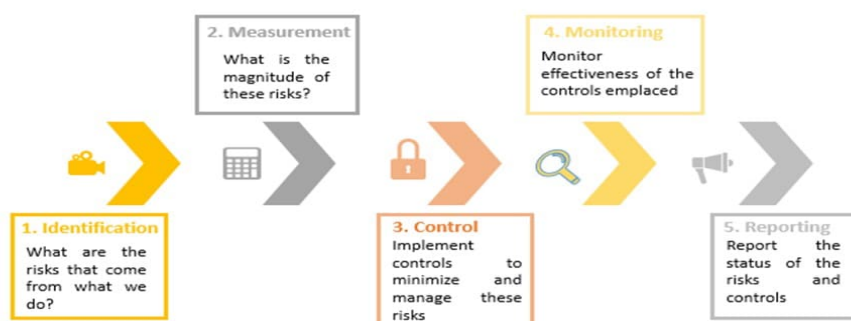 1. Identification
What are the
risks that come
from what we
do?
2. Measurement
What is the
magnitude of
these risks?
3. Control
Implement
controls to
minimize and
manage these
risks
4. Monitoring
Monitor
effectiveness of the
controls emplaced
5. Reporting
Report the
status of the
risks and
controls